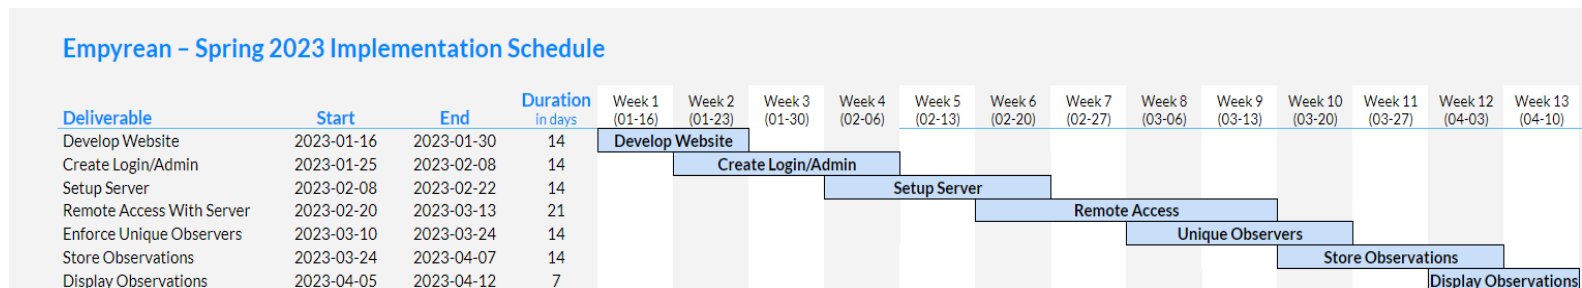 Empyrean – Spring 2023 Implementation Schedule
Duration Week 1 Week 2 Week 3 Week 4 Week 5 Week 6 Week 7 Week 8 Week 9 Week 10 Week 11 Week 12 Week 13
Deliverable Start End in days (01-16) (01-23) (01-30) (02-06) (02-13) (02-20) (02-27) (03-06) (03-13) (03-20) (03-27) (04-03) (04-10)
Develop Website 2023-01-16 2023-01-30 14 Develop Website
Create Login/Admin 2023-01-25 2023-02-08 14 Create Login/Admin
Setup Server 2023-02-08 2023-02-22 14 Setup Server
Remote Access With Server 2023-02-20 2023-03-13 21 Remote Access
Enforce Unique Observers 2023-03-10 2023-03-24 14 Unique Observers
Store Observations 2023-03-24 2023-04-07 14 Store Observations
Display Observations 2023-04-05 2023-04-12 7 Display Observations